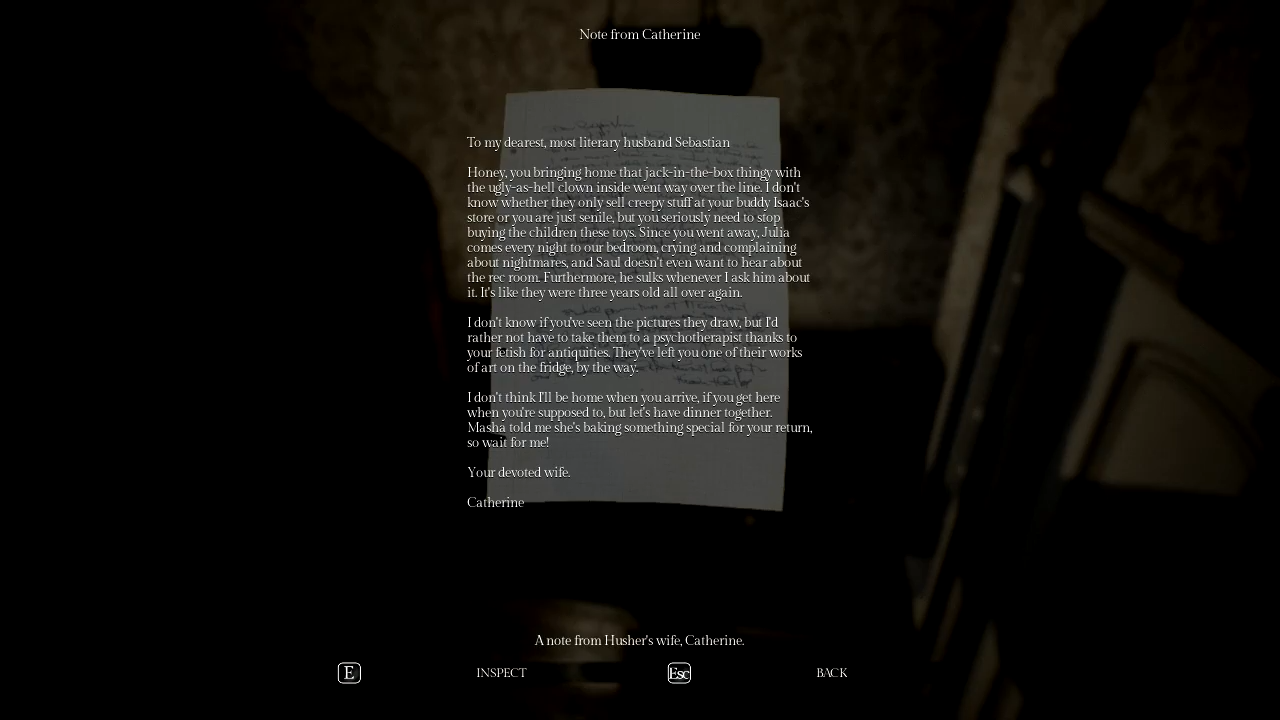 Note from Catherine
To my dearest, most literary husband Sebastian
Honey, you bringing home that jack-in-the-box thingy with
the ugly-as-hell clown inside went way over the line. I don't
know whether they only sell creepy stuff at your buddy Isaac's
store or you are just senile, but you seriously need to stop
buying the children these toys. Since you went away, Julia
comes every night to our bedroom, crying and complaining
about nightmares, and Saul doesn't even want to hear about
the rec room. Furthermore, he sulks whenever I ask him about
it. It's like they were three years old all over again.
I don't know if you've seen the pictures they draw, but I'd
rather not have to take them to a psychotherapist thanks to
your fetish for antiquities. They've left you one of their works
of art on the fridge, by the way.
I don't think I'll be home when you arrive, if you get here
when you're supposed to, but let's have dinner together.
Masha told me she's baking something special for your return,
so wait for me!
Your devoted wife.
Catherine
A note from Husher's wife, Catherine.
E INSPECT Esc BACK